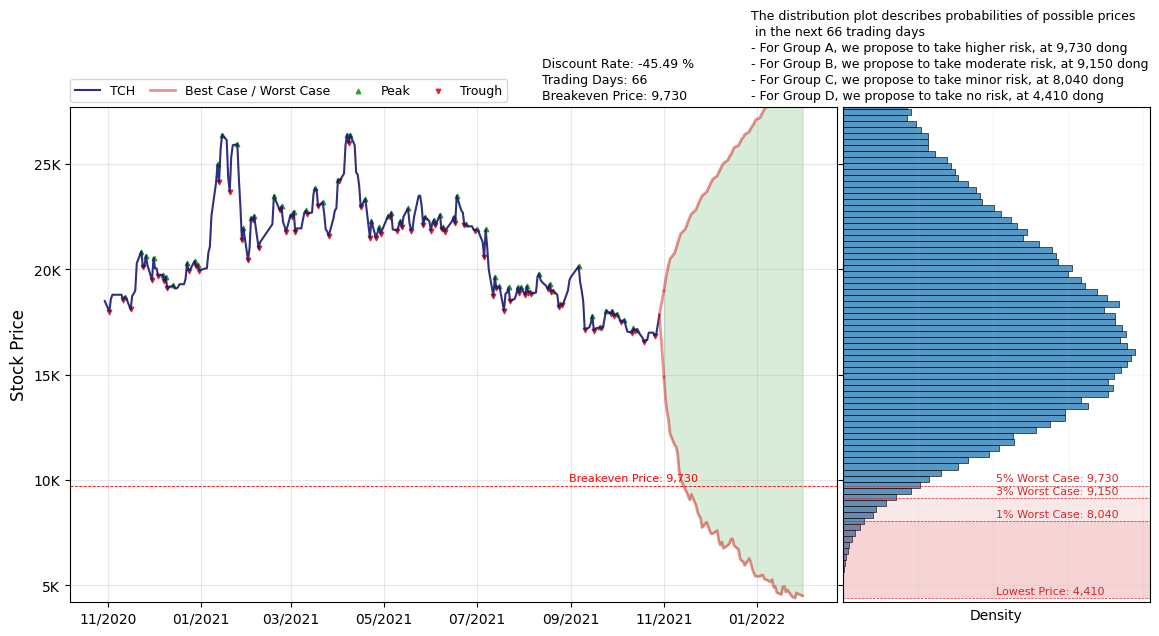 The distribution plot describes probabilities of possible prices
in the next 66 trading days
- For Group A, we propose to take higher risk, at 9,730 dong
- For Group B, we propose to take moderate risk, at 9,150 dong
- For Group C, we propose to take minor risk, at 8,040 dong
- For Group D, we propose to take no risk, at 4,410 dong
Discount Rate: -45.49 %
Trading Days: 66
Breakeven Price: 9,730
TCH
Best Case / Worst Case
Peak
Trough
Stock Price
25K
20K
15K
10K
5K
Breakeven Price: 9,730
11/2020
01/2021
03/2021
05/2021
07/2021
09/2021
11/2021
01/2022
5% Worst Case: 9,730
3% Worst Case: 9,150
1% Worst Case: 8,040
Lowest Price: 4,410
Density